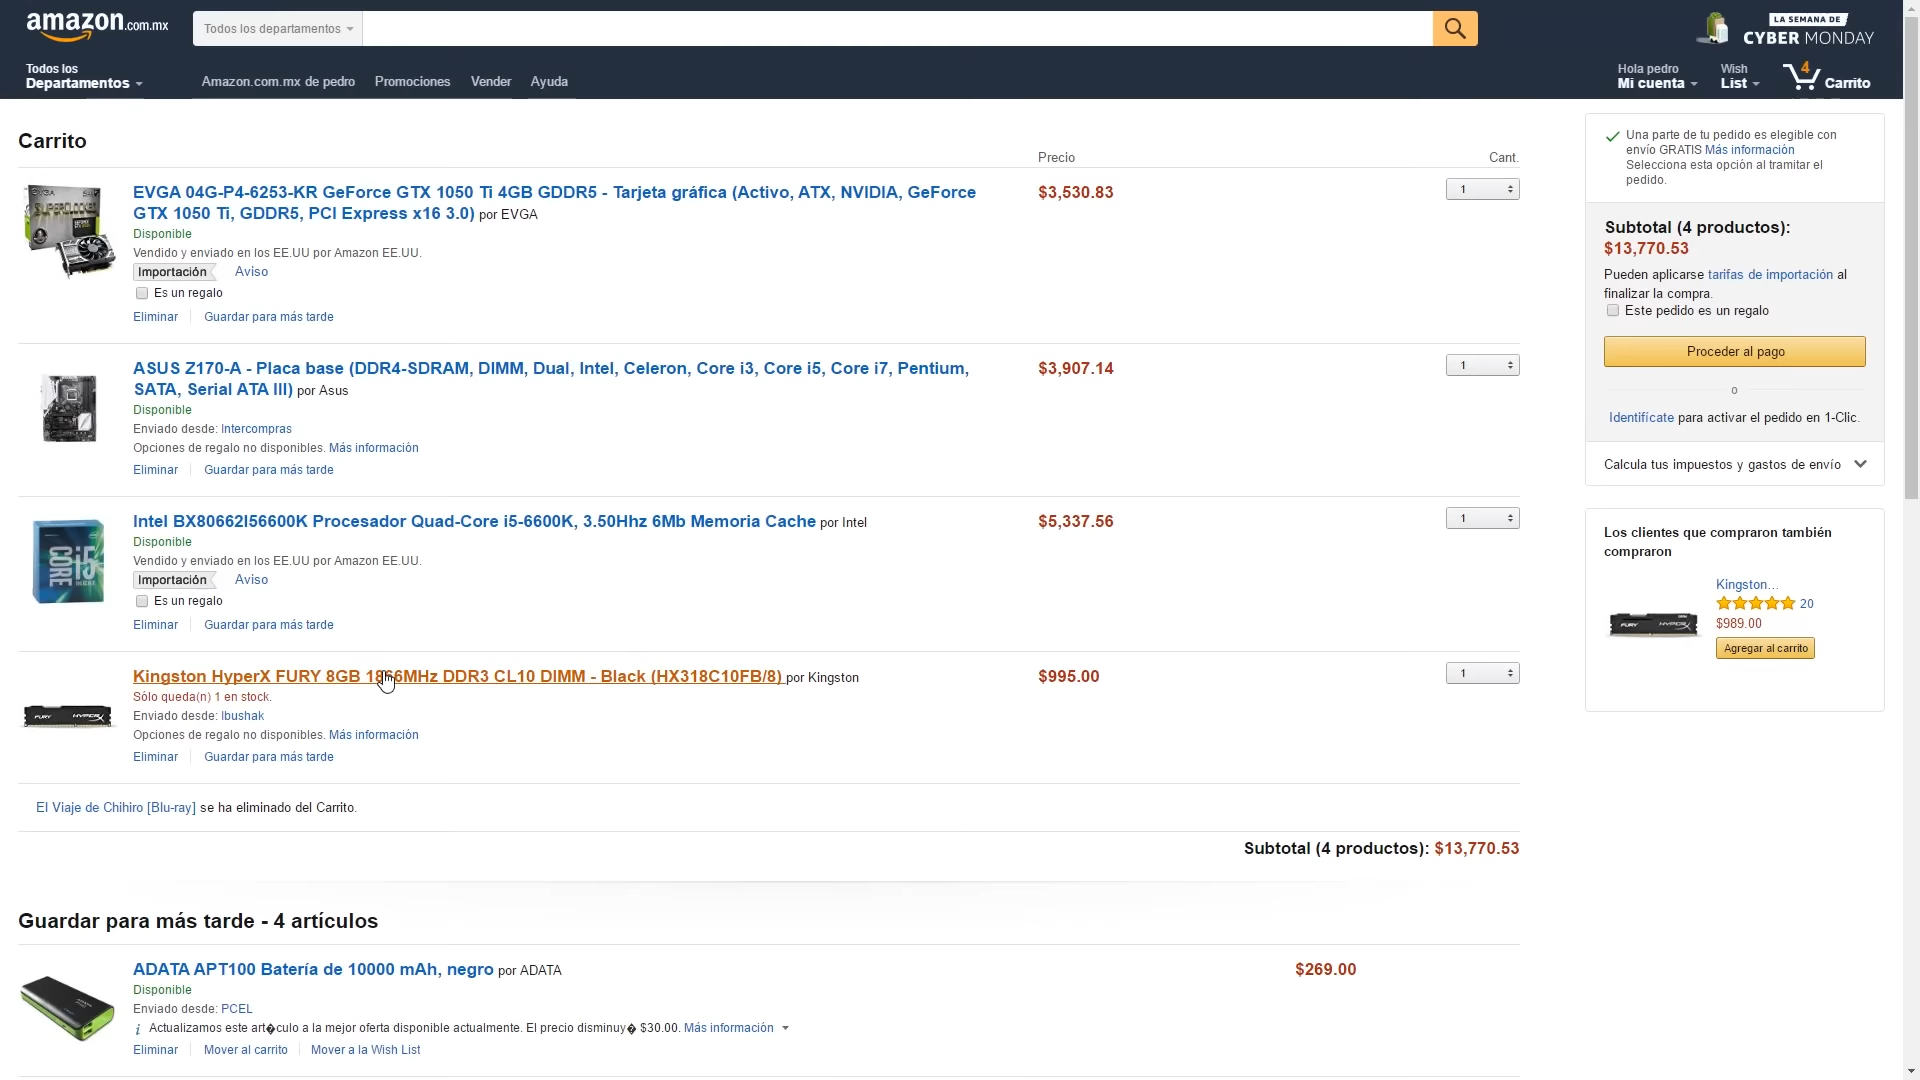 amazon.com.mx
Todos los departamentos
LA SEMANA DE
CYBER MONDAY
Todos los
Departamentos
Amazon.com.mx de pedro
Promociones
Vender
Ayuda
Hola pedro
Mi cuenta
Wish
List
4
Carrito
Carrito
Precio
Cant.
EVGA 04G-P4-6253-KR GeForce GTX 1050 Ti 4GB GDDR5 - Tarjeta gráfica (Activo, ATX, NVIDIA, GeForce
GTX 1050 Ti, GDDR5, PCI Express x16 3.0) por EVGA
$3,530.83
1
Disponible
Vendido y enviado en los EE.UU por Amazon EE.UU.
Importación Aviso
Es un regalo
Eliminar Guardar para más tarde
ASUS Z170-A - Placa base (DDR4-SDRAM, DIMM, Dual, Intel, Celeron, Core i3, Core i5, Core i7, Pentium,
SATA, Serial ATA III) por Asus
$3,907.14
1
Disponible
Enviado desde: Intercompras
Opciones de regalo no disponibles. Más información
Eliminar Guardar para más tarde
CORE i5
Intel BX80662I56600K Procesador Quad-Core i5-6600K, 3.50Hhz 6Mb Memoria Cache por Intel
$5,337.56
1
Disponible
Vendido y enviado en los EE.UU por Amazon EE.UU.
Importación Aviso
Es un regalo
Eliminar Guardar para más tarde
FURY HYPERX
Kingston HyperX FURY 8GB 1866MHz DDR3 CL10 DIMM - Black (HX318C10FB/8) por Kingston
$995.00
1
Sólo queda(n) 1 en stock.
Enviado desde: Ibushak
Opciones de regalo no disponibles. Más información
Eliminar Guardar para más tarde
El Viaje de Chihiro [Blu-ray] se ha eliminado del Carrito.
Subtotal (4 productos): $13,770.53
Guardar para más tarde - 4 artículos
ADATA APT100 Batería de 10000 mAh, negro por ADATA
$269.00
Disponible
Enviado desde: PCEL
i Actualizamos este art�culo a la mejor oferta disponible actualmente. El precio disminuy� $30.00. Más información
Eliminar Mover al carrito Mover a la Wish List
Una parte de tu pedido es elegible con
envío GRATIS Más información
Selecciona esta opción al tramitar el
pedido.
Subtotal (4 productos):
$13,770.53
Pueden aplicarse tarifas de importación al
finalizar la compra.
Este pedido es un regalo
Proceder al pago
o
Identifícate para activar el pedido en 1-Clic.
Calcula tus impuestos y gastos de envío
Los clientes que compraron también
compraron
FURY HYPERX
Kingston...
20
$989.00
Agregar al carrito